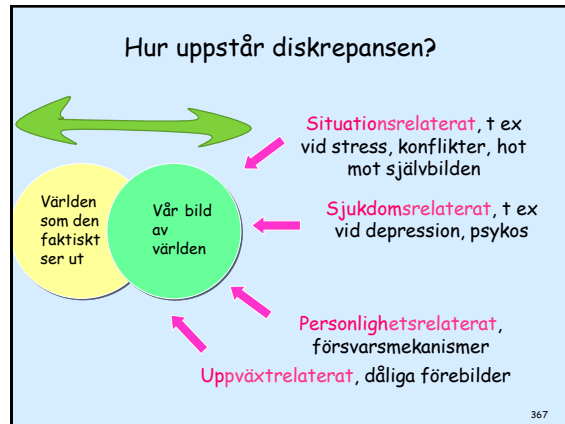 Hur uppstår diskrepansen?
Situationsrelaterat, t ex
vid stress, konflikter, hot
mot självbilden
Världen
som den
faktiskt
ser ut
Vår bild
av
världen
Sjukdomsrelaterat, t ex
vid depression, psykos
Personlighetsrelaterat,
försvarsmekanismer
Uppväxtrelaterat, dåliga förebilder
367